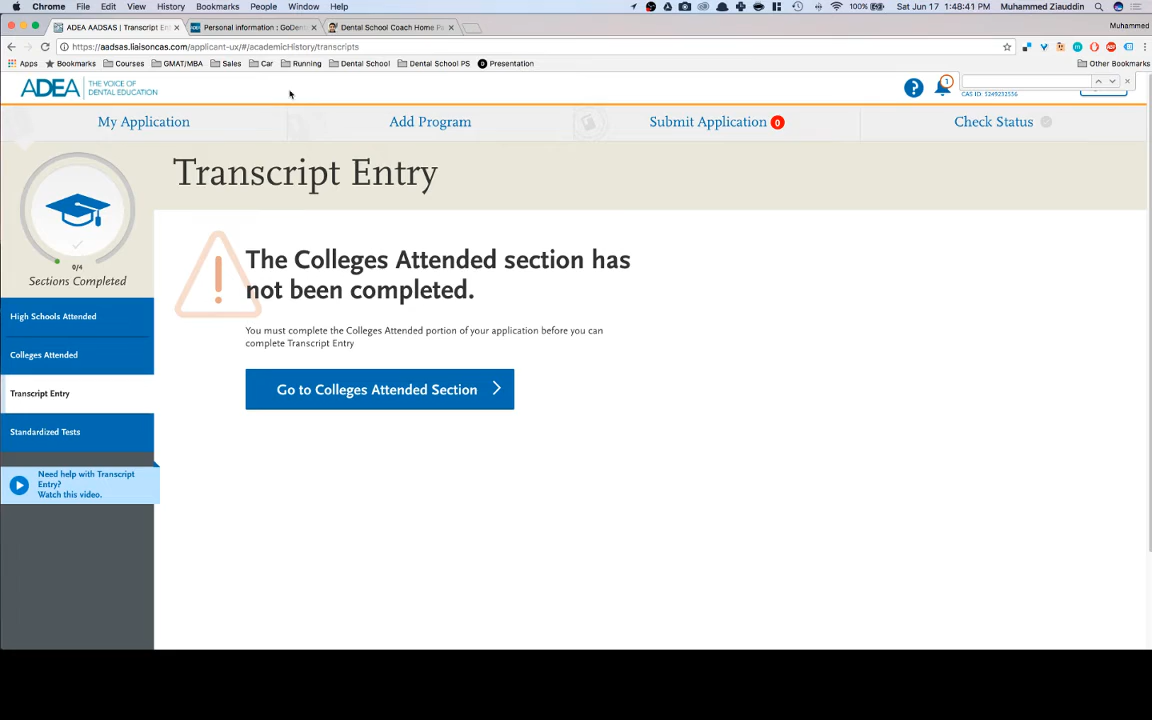 Chrome File Edit View History Bookmarks People Window Help 100% Sat Jun 17 1:48:41 PM Muhammed Ziauddin
ADEA AADSAS | Transcript En Personal information : GoDen Dental School Coach Home Pa Muhammed
https://aadsas.liaisoncas.com/applicant-ux/#/academicHistory/transcripts
Apps Bookmarks Courses GMAT/MBA Sales Car Running Dental School Dental School PS Presentation Other Bookmarks
ADEA THE VOICE OF
DENTAL EDUCATION
? 1
My Application Add Program Submit Application 0 Check Status
Transcript Entry
0/4
Sections Completed
The Colleges Attended section has
not been completed.
You must complete the Colleges Attended portion of your application before you can
complete Transcript Entry
Go to Colleges Attended Section
High Schools Attended
Colleges Attended
Transcript Entry
Standardized Tests
Need help with Transcript
Entry?
Watch this video.